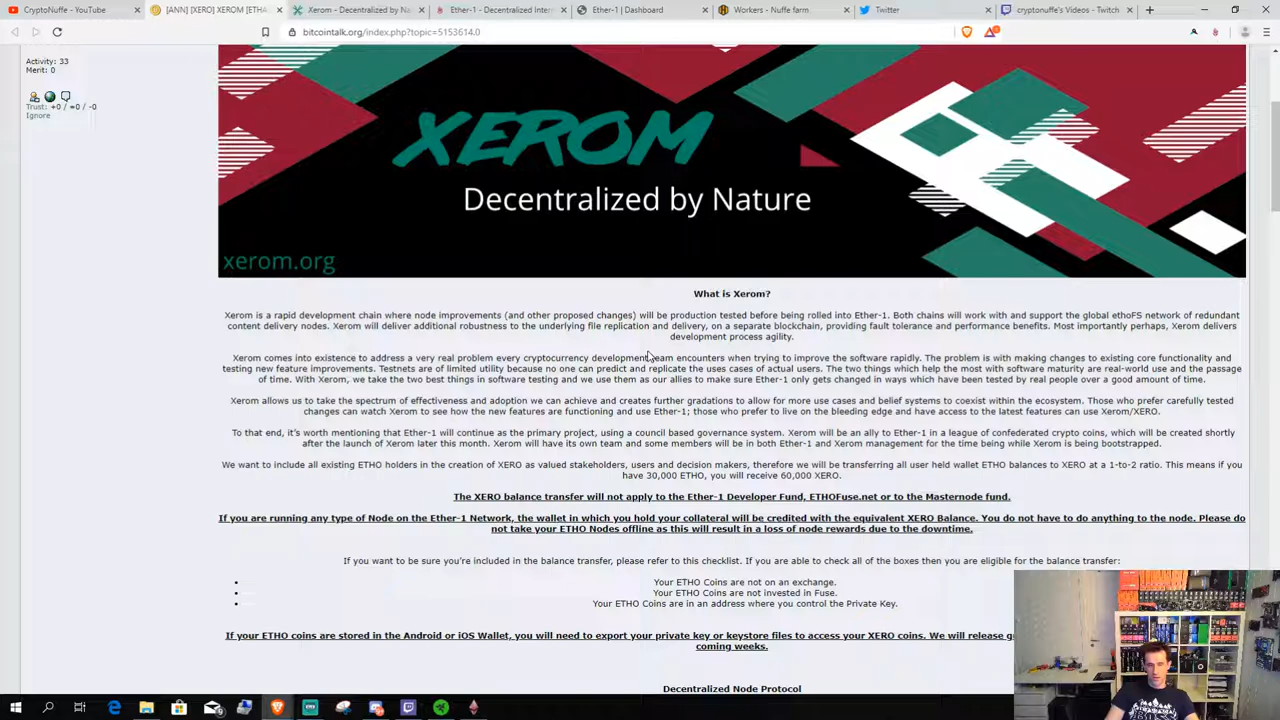 CryptoNuffe - YouTube
[ANN] [XERO] XEROM [ETHA
Xerom – Decentralized by Na
Ether-1 - Decentralized Inter
Ether-1 | Dashboard
Workers - Nuffe farm
Twitter
cryptonuffe's Videos - Twitch
bitcointalk.org/index.php?topic=5153614.0
Activity: 33
Merit: 0
Trust: +0 / =0 / -0
Ignore
XEROM
Decentralized by Nature
xerom.org
What is Xerom?
Xerom is a rapid development chain where node improvements (and other proposed changes) will be production tested before being rolled into Ether-1. Both chains will work with and support the global ethoFS network of redundant
content delivery nodes. Xerom will deliver additional robustness to the underlying file replication and delivery, on a separate blockchain, providing fault tolerance and performance benefits. Most importantly perhaps, Xerom delivers
development process agility.
Xerom comes into existence to address a very real problem every cryptocurrency development team encounters when trying to improve the software rapidly. The problem is with making changes to existing core functionality and
testing new feature improvements. Testnets are of limited utility because no one can predict and replicate the uses cases of actual users. The two things which help the most with software maturity are real-world use and the passage
of time. With Xerom, we take the two best things in software testing and we use them as our allies to make sure Ether-1 only gets changed in ways which have been tested by real people over a good amount of time.
Xerom allows us to take the spectrum of effectiveness and adoption we can achieve and creates further gradations to allow for more use cases and belief systems to coexist within the ecosystem. Those who prefer carefully tested
changes can watch Xerom to see how the new features are functioning and use Ether-1; those who prefer to live on the bleeding edge and have access to the latest features can use Xerom/XERO.
To that end, it's worth mentioning that Ether-1 will continue as the primary project, using a council based governance system. Xerom will be an ally to Ether-1 in a league of confederated crypto coins, which will be created shortly
after the launch of Xerom later this month. Xerom will have its own team and some members will be in both Ether-1 and Xerom management for the time being while Xerom is being bootstrapped.
We want to include all existing ETHO holders in the creation of XERO as valued stakeholders, users and decision makers, therefore we will be transferring all user held wallet ETHO balances to XERO at a 1-to-2 ratio. This means if you
have 30,000 ETHO, you will receive 60,000 XERO.
The XERO balance transfer will not apply to the Ether-1 Developer Fund, ETHOFuse.net or to the Masternode fund.
If you are running any type of Node on the Ether-1 Network, the wallet in which you hold your collateral will be credited with the equivalent XERO Balance. You do not have to do anything to the node. Please do
not take your ETHO Nodes offline as this will result in a loss of node rewards due to the downtime.
If you want to be sure you're included in the balance transfer, please refer to this checklist. If you are able to check all of the boxes then you are eligible for the balance transfer:
• Your ETHO Coins are not on an exchange.
• Your ETHO Coins are not invested in Fuse.
• Your ETHO Coins are in an address where you control the Private Key.
If your ETHO coins are stored in the Android or iOS Wallet, you will need to export your private key or keystore files to access your XERO coins. We will release
coming weeks.
Decentralized Node Protocol